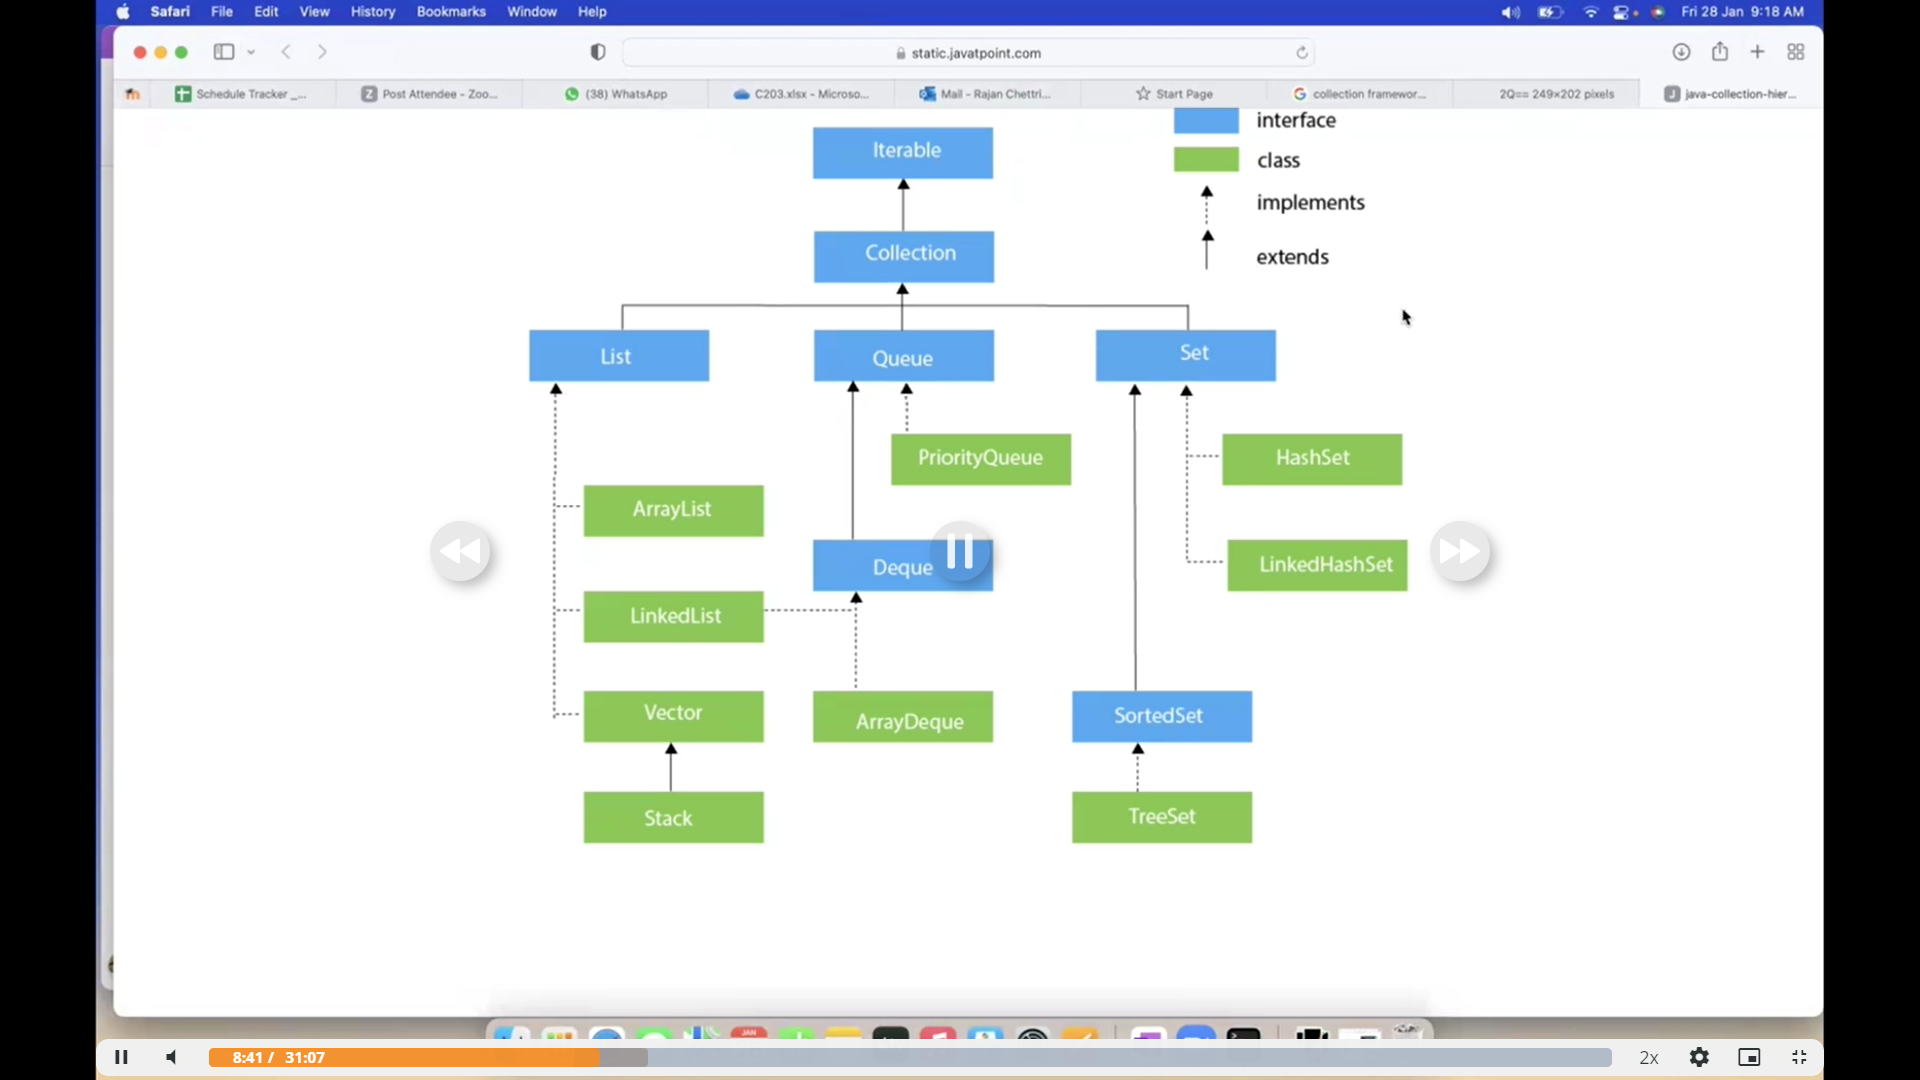 Safari File Edit View History Bookmarks Window Help Fri 28 Jan 9:18 AM
static.javatpoint.com
Schedule Tracker _... Post Attendee - Zoo... (38) WhatsApp C203.xlsx - Microso... Mail - Rajan Chettri... Start Page collection framewor... 2Q== 249×202 pixels java-collection-hier...
interface
Iterable
class
implements
Collection
extends
List Queue Set
PriorityQueue HashSet
ArrayList
Deque LinkedHashSet
LinkedList
Vector ArrayDeque SortedSet
Stack TreeSet
JAN
8:41 / 31:07 2x